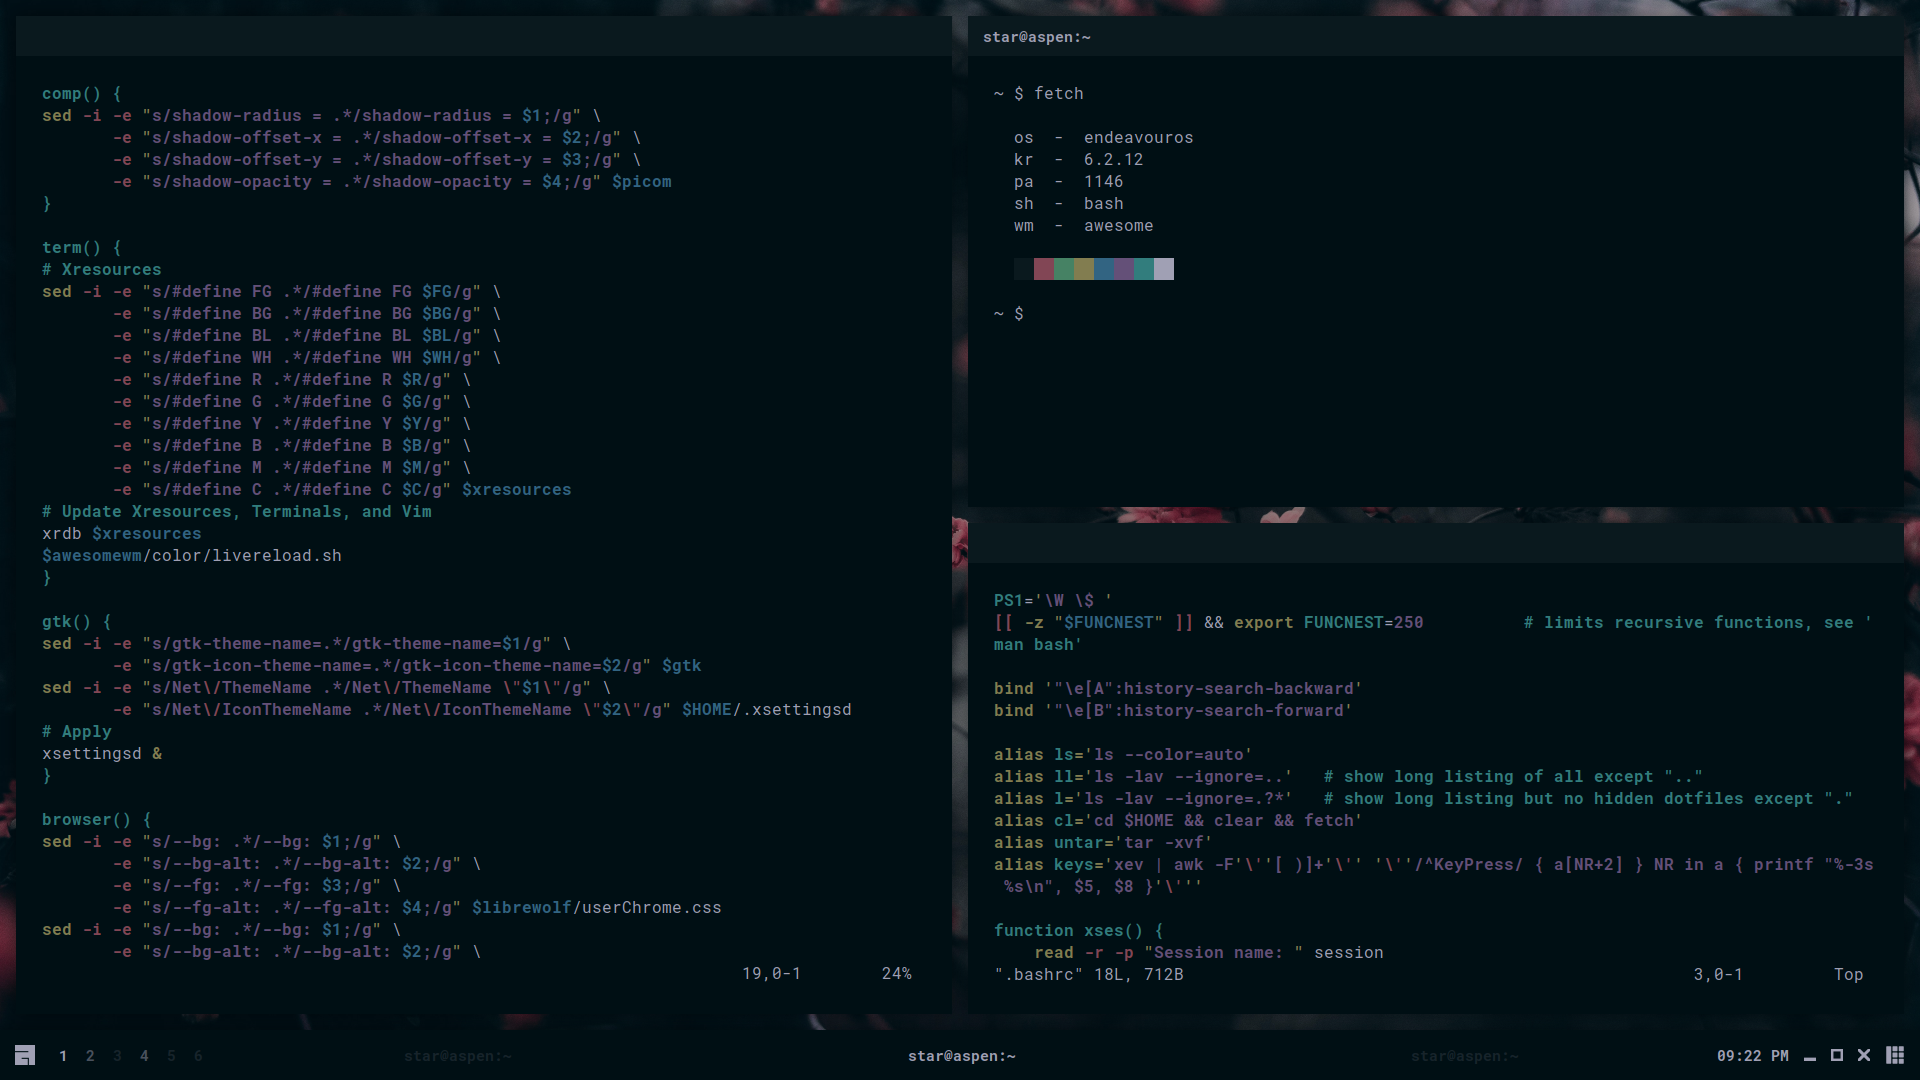 comp() {
sed -i -e "s/shadow-radius = .*/shadow-radius = $1;/g" \
       -e "s/shadow-offset-x = .*/shadow-offset-x = $2;/g" \
       -e "s/shadow-offset-y = .*/shadow-offset-y = $3;/g" \
       -e "s/shadow-opacity = .*/shadow-opacity = $4;/g" $picom
}
term() {
# Xresources
sed -i -e "s/#define FG .*/#define FG $FG/g" \
       -e "s/#define BG .*/#define BG $BG/g" \
       -e "s/#define BL .*/#define BL $BL/g" \
       -e "s/#define WH .*/#define WH $WH/g" \
       -e "s/#define R .*/#define R $R/g" \
       -e "s/#define G .*/#define G $G/g" \
       -e "s/#define Y .*/#define Y $Y/g" \
       -e "s/#define B .*/#define B $B/g" \
       -e "s/#define M .*/#define M $M/g" \
       -e "s/#define C .*/#define C $C/g" $xresources
# Update Xresources, Terminals, and Vim
xrdb $xresources
$awesomewm/color/livereload.sh
}
gtk() {
sed -i -e "s/gtk-theme-name=.*/gtk-theme-name=$1/g" \
       -e "s/gtk-icon-theme-name=.*/gtk-icon-theme-name=$2/g" $gtk
sed -i -e "s/Net\/ThemeName .*/Net\/ThemeName \"$1\"/g" \
       -e "s/Net\/IconThemeName .*/Net\/IconThemeName \"$2\"/g" $HOME/.xsettingsd
# Apply
xsettingsd &
}
browser() {
sed -i -e "s/--bg: .*/--bg: $1;/g" \
       -e "s/--bg-alt: .*/--bg-alt: $2;/g" \
       -e "s/--fg: .*/--fg: $3;/g" \
       -e "s/--fg-alt: .*/--fg-alt: $4;/g" $librewolf/userChrome.css
sed -i -e "s/--bg: .*/--bg: $1;/g" \
       -e "s/--bg-alt: .*/--bg-alt: $2;/g" \
19,0-1        24%
star@aspen:~
~ $ fetch
os  -  endeavouros
kr  -  6.2.12
pa  -  1146
sh  -  bash
wm  -  awesome
~ $
PS1='\W \$ '
[[ -z "$FUNCNEST" ]] && export FUNCNEST=250          # limits recursive functions, see '
man bash'
bind '"\e[A":history-search-backward'
bind '"\e[B":history-search-forward'
alias ls='ls --color=auto'
alias ll='ls -lav --ignore=..'   # show long listing of all except ".."
alias l='ls -lav --ignore=.?*'   # show long listing but no hidden dotfiles except "."
alias cl='cd $HOME && clear && fetch'
alias untar='tar -xvf'
alias keys='xev | awk -F'\''[ )]+'\'' '\''/^KeyPress/ { a[NR+2] } NR in a { printf "%-3s
 %s\n", $5, $8 }'\'''
function xses() {
    read -r -p "Session name: " session
".bashrc" 18L, 712B          3,0-1         Top
1 2 3 4 5 6 star@aspen:~ star@aspen:~ star@aspen:~ 09:22 PM